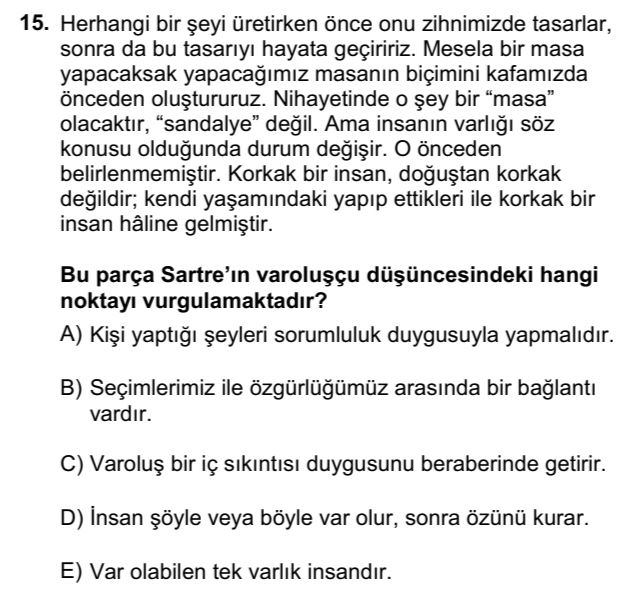 15. Herhangi bir şeyi üretirken önce onu zihnimizde tasarlar,
sonra da bu tasarıyı hayata geçiririz. Mesela bir masa
yapacaksak yapacağımız masanın biçimini kafamızda
önceden oluştururuz. Nihayetinde o şey bir “masa”
olacaktır, “sandalye” değil. Ama insanın varlığı söz
konusu olduğunda durum değişir. O önceden
belirlenmemiştir. Korkak bir insan, doğuştan korkak
değildir; kendi yaşamındaki yapıp ettikleri ile korkak bir
insan hâline gelmiştir.
Bu parça Sartre’ın varoluşçu düşüncesindeki hangi
noktayı vurgulamaktadır?
A) Kişi yaptığı şeyleri sorumluluk duygusuyla yapmalıdır.
B) Seçimlerimiz ile özgürlüğümüz arasında bir bağlantı
vardır.
C) Varoluş bir iç sıkıntısı duygusunu beraberinde getirir.
D) İnsan şöyle veya böyle var olur, sonra özünü kurar.
E) Var olabilen tek varlık insandır.